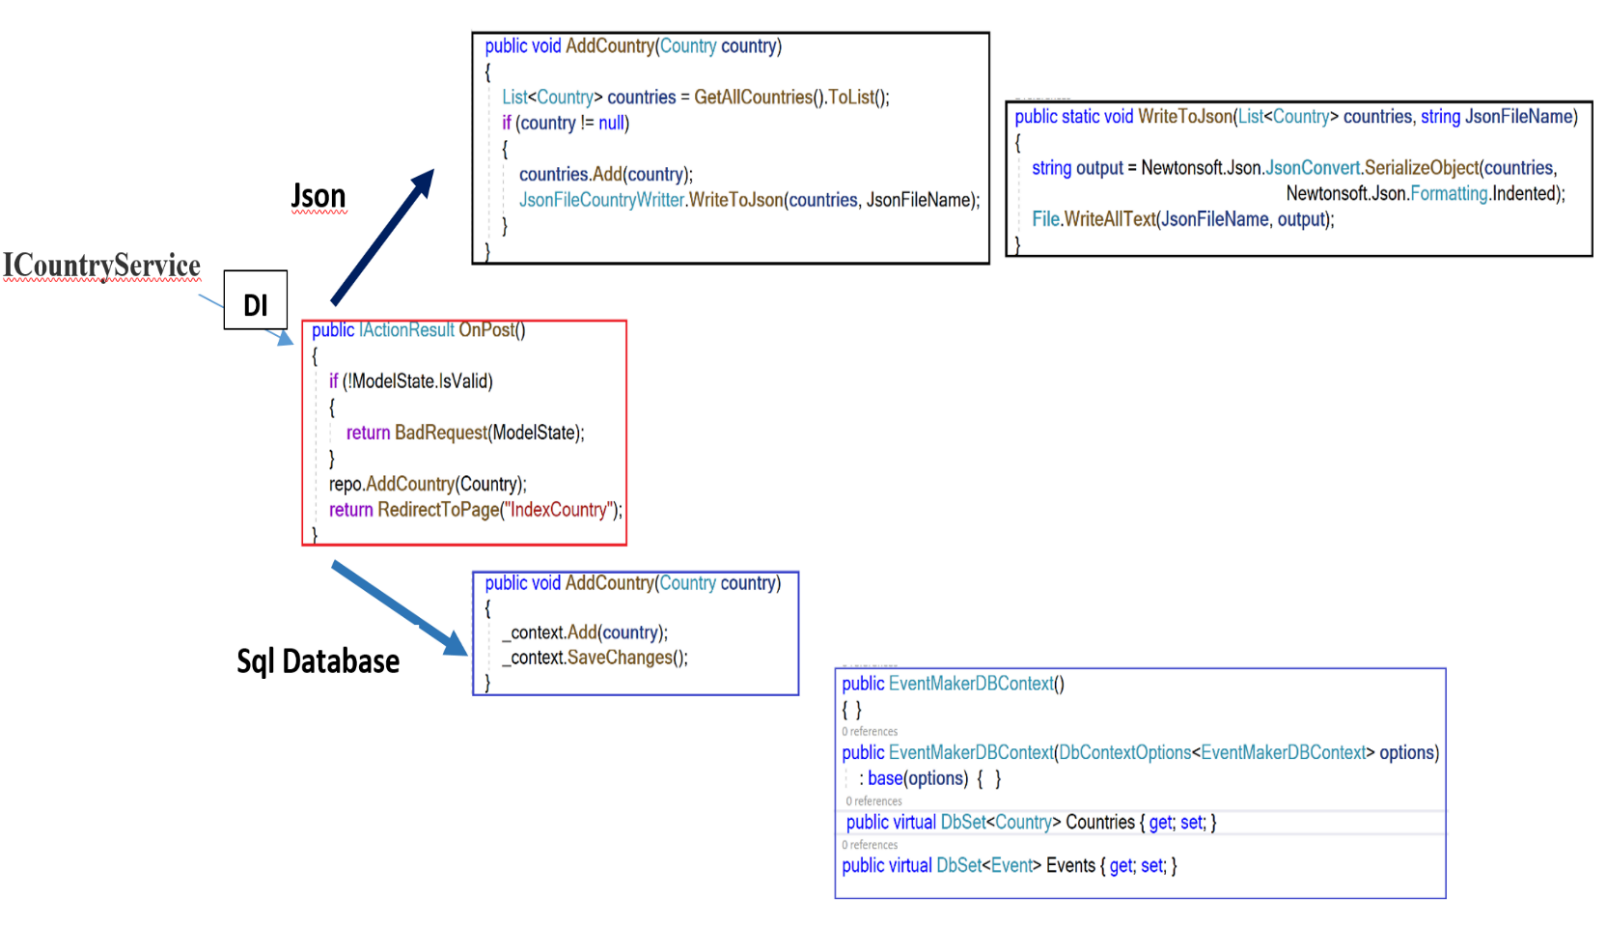 public void AddCountry(Country country)
{
List<Country> countries = GetAllCountries().ToList();
if (country != null)
{
countries.Add(country);
JsonFileCountryWritter.WriteToJson(countries, JsonFileName);
}
}
public static void WriteToJson(List<Country> countries, string JsonFileName)
{
string output = Newtonsoft.Json.JsonConvert.SerializeObject(countries,
Newtonsoft.Json.Formatting.Indented);
File.WriteAllText(JsonFileName, output);
}
Json
ICountryService
DI
public IActionResult OnPost()
{
if (!ModelState.IsValid)
{
return BadRequest(ModelState);
}
repo.AddCountry(Country);
return RedirectToPage("IndexCountry");
}
Sql Database
public void AddCountry(Country country)
{
_context.Add(country);
_context.SaveChanges();
}
public EventMakerDBContext()
{ }
0 references
public EventMakerDBContext(DbContextOptions<EventMakerDBContext> options)
: base(options) { }
0 references
public virtual DbSet<Country> Countries { get; set; }
0 references
public virtual DbSet<Event> Events { get; set; }